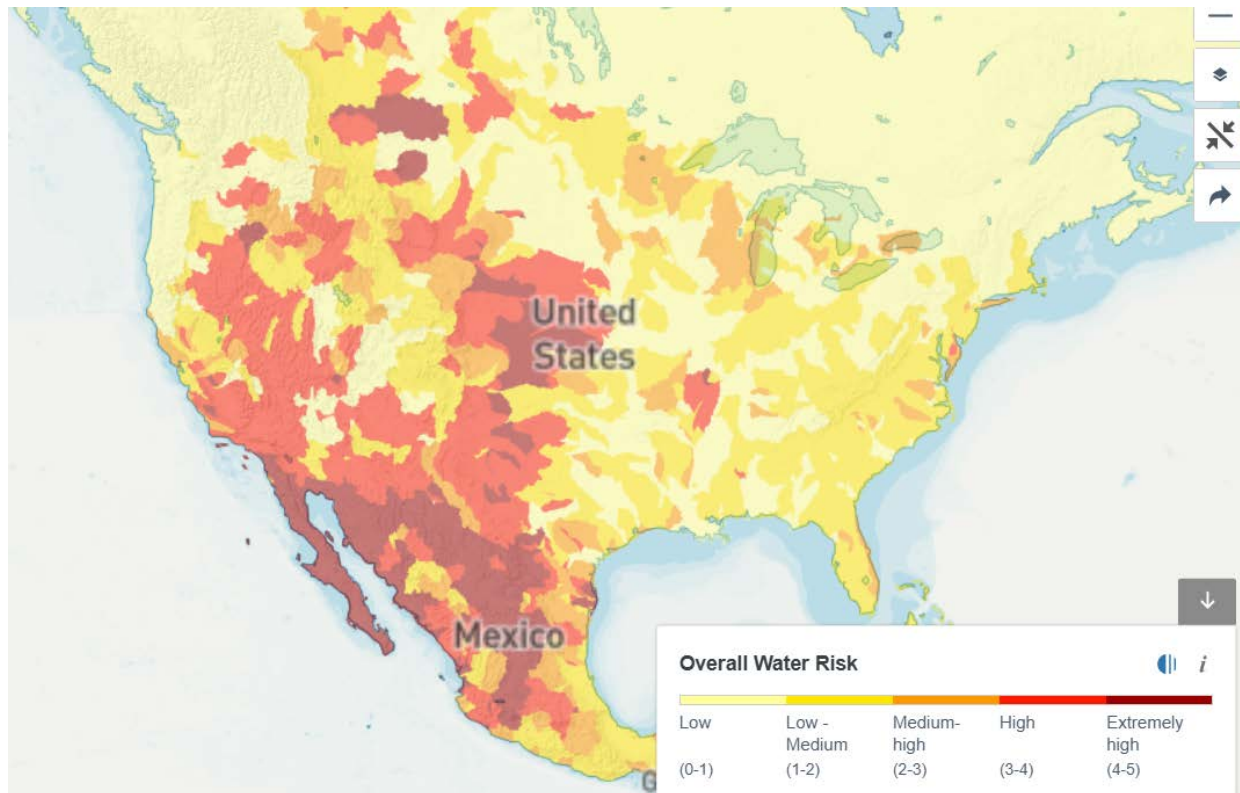 United
States
Mexico
G
Overall Water Risk
i
Low
Low -
Medium
Medium-
high
High
Extremely
high
(0-1)
(1-2)
(2-3)
(3-4)
(4-5)